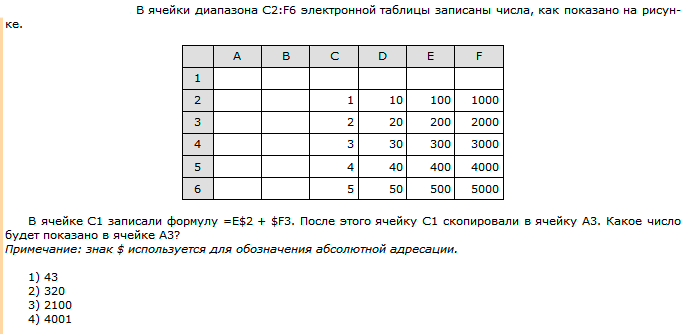 В ячейки диапазона C2:F6 электронной таблицы записаны числа, как показано на рисун-
ке.
A B C D E F
1
2 1 10 100 1000
3 2 20 200 2000
4 3 30 300 3000
5 4 40 400 4000
6 5 50 500 5000
В ячейке C1 записали формулу =E$2 + $F3. После этого ячейку C1 скопировали в ячейку A3. Какое число
будет показано в ячейке A3?
Примечание: знак $ используется для обозначения абсолютной адресации.
1) 43
2) 320
3) 2100
4) 4001